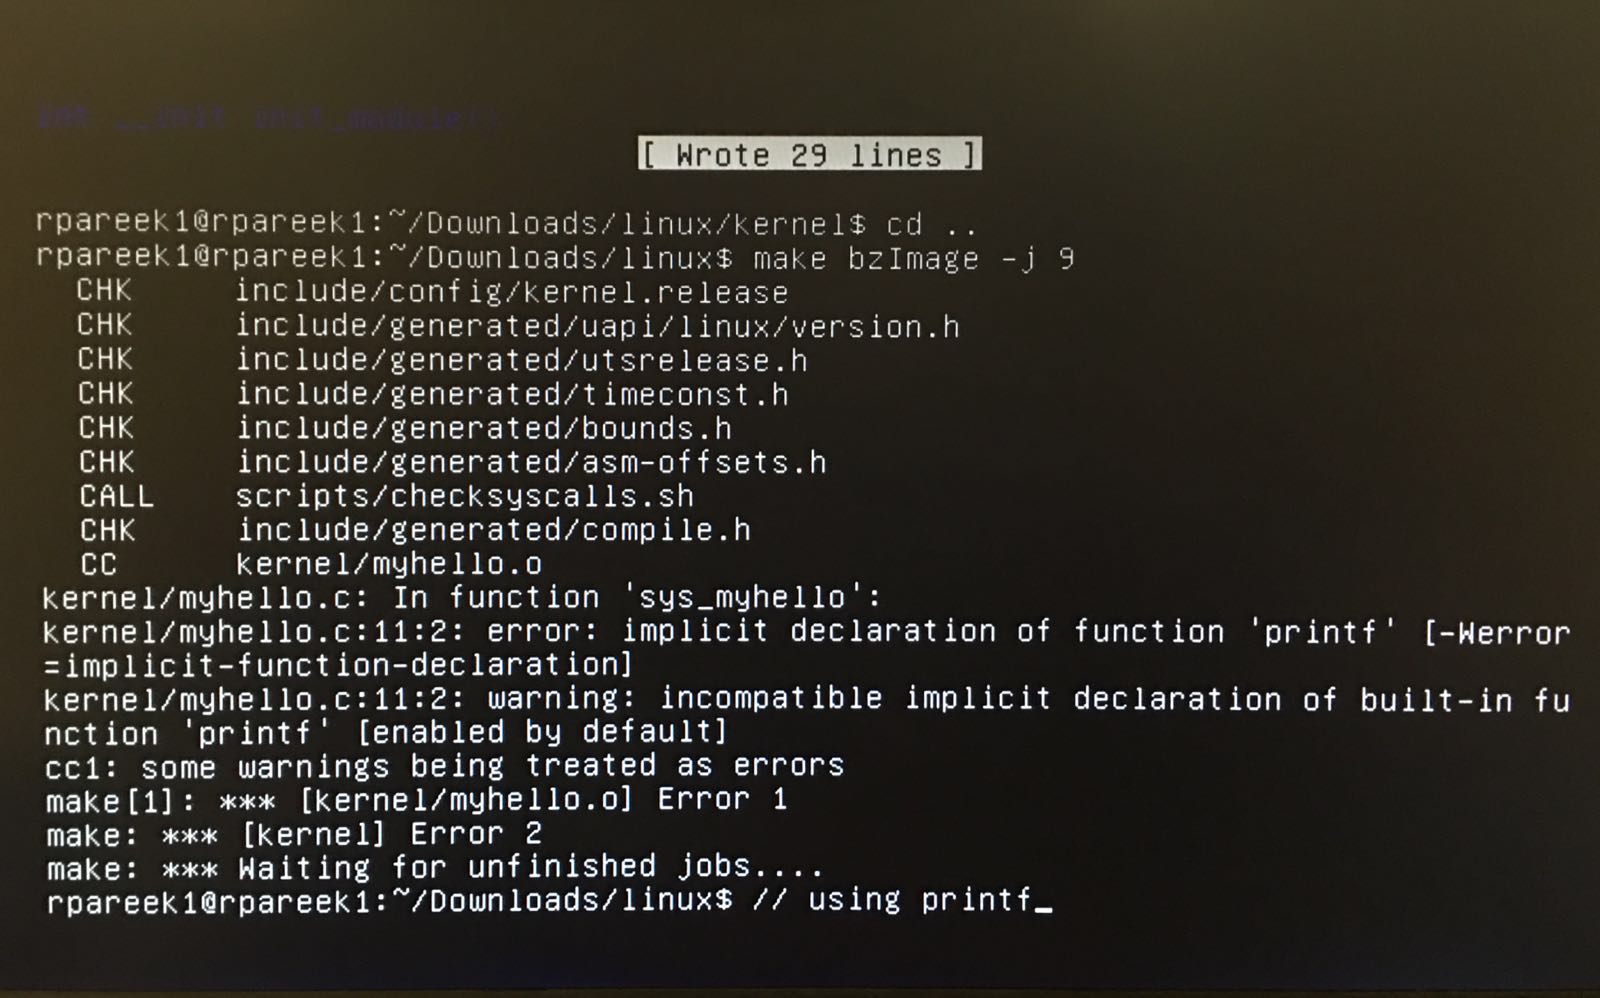 [ Wrote 29 lines ]
rpareek1@rpareek1:~/Downloads/linux/kernel$ cd ..
rpareek1@rpareek1:~/Downloads/linux$ make bzImage -j 9
CHK include/config/kernel.release
CHK include/generated/uapi/linux/version.h
CHK include/generated/utsrelease.h
CHK include/generated/timeconst.h
CHK include/generated/bounds.h
CHK include/generated/asm-offsets.h
CALL scripts/checksyscalls.sh
CHK include/generated/compile.h
CC kernel/myhello.o
kernel/myhello.c: In function 'sys_myhello':
kernel/myhello.c:11:2: error: implicit declaration of function 'printf' [-Werror
=implicit-function-declaration]
kernel/myhello.c:11:2: warning: incompatible implicit declaration of built-in fu
nction 'printf' [enabled by default]
cc1: some warnings being treated as errors
make[1]: *** [kernel/myhello.o] Error 1
make: *** [kernel] Error 2
make: *** Waiting for unfinished jobs....
rpareek1@rpareek1:~/Downloads/linux$ // using printf_